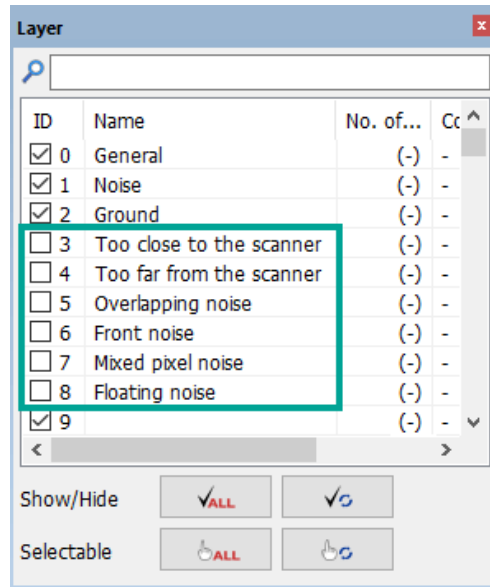 Layer
ID Name No. of... Cc
0 General (-) -
1 Noise (-) -
2 Ground (-) -
3 Too close to the scanner (-) -
4 Too far from the scanner (-) -
5 Overlapping noise (-) -
6 Front noise (-) -
7 Mixed pixel noise (-) -
8 Floating noise (-) -
9 (-) -
Show/Hide ALL
Selectable ALL